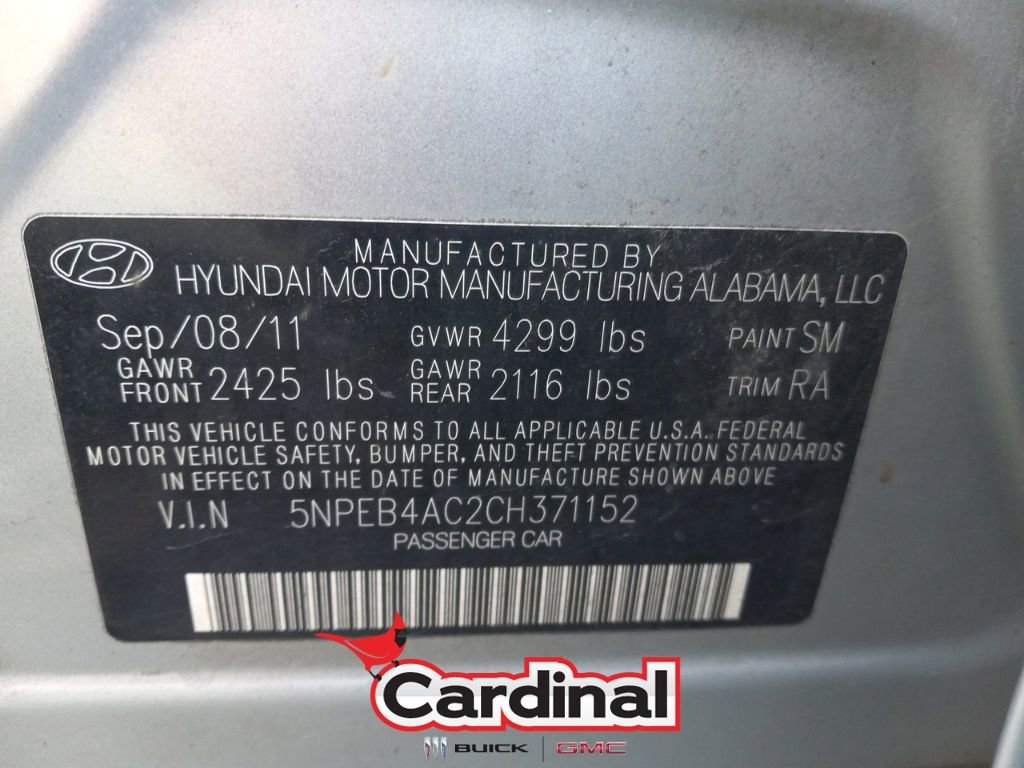 MANUFACTURED BY
HYUNDAI MOTOR MANUFACTURING ALABAMA, LLC
Sep/08/11 GVWR 4299 lbs PAINT SM
GAWR FRONT 2425 lbs GAWR REAR 2116 lbs TRIM RA
THIS VEHICLE CONFORMS TO ALL APPLICABLE U.S.A. FEDERAL
MOTOR VEHICLE SAFETY, BUMPER, AND THEFT PREVENTION STANDARDS
IN EFFECT ON THE DATE OF MANUFACTURE SHOWN ABOVE
V.I.N 5NPEB4AC2CH371152
PASSENGER CAR
Cardinal
BUICK | GMC